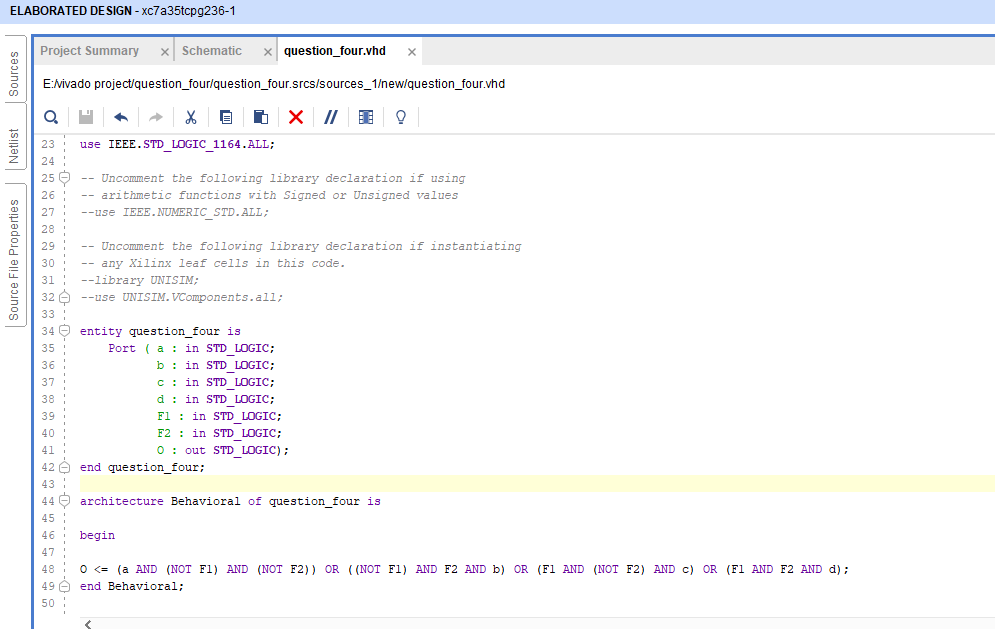 ELABORATED DESIGN - xc7a35tcpg236-1
Sources
Netlist
Source File Properties
Project Summary × Schematic × question_four.vhd ×
E:/vivado project/question_four/question_four.srcs/sources_1/new/question_four.vhd
23 use IEEE.STD_LOGIC_1164.ALL;
24
25 -- Uncomment the following library declaration if using
26 -- arithmetic functions with Signed or Unsigned values
27 --use IEEE.NUMERIC_STD.ALL;
28
29 -- Uncomment the following library declaration if instantiating
30 -- any Xilinx leaf cells in this code.
31 --library UNISIM;
32 --use UNISIM.VComponents.all;
33
34 entity question_four is
35 Port ( a : in STD_LOGIC;
36 b : in STD_LOGIC;
37 c : in STD_LOGIC;
38 d : in STD_LOGIC;
39 F1 : in STD_LOGIC;
40 F2 : in STD_LOGIC;
41 O : out STD_LOGIC);
42 end question_four;
43
44 architecture Behavioral of question_four is
45
46 begin
47
48 O <= (a AND (NOT F1) AND (NOT F2)) OR ((NOT F1) AND F2 AND b) OR (F1 AND (NOT F2) AND c) OR (F1 AND F2 AND d);
49 end Behavioral;
50